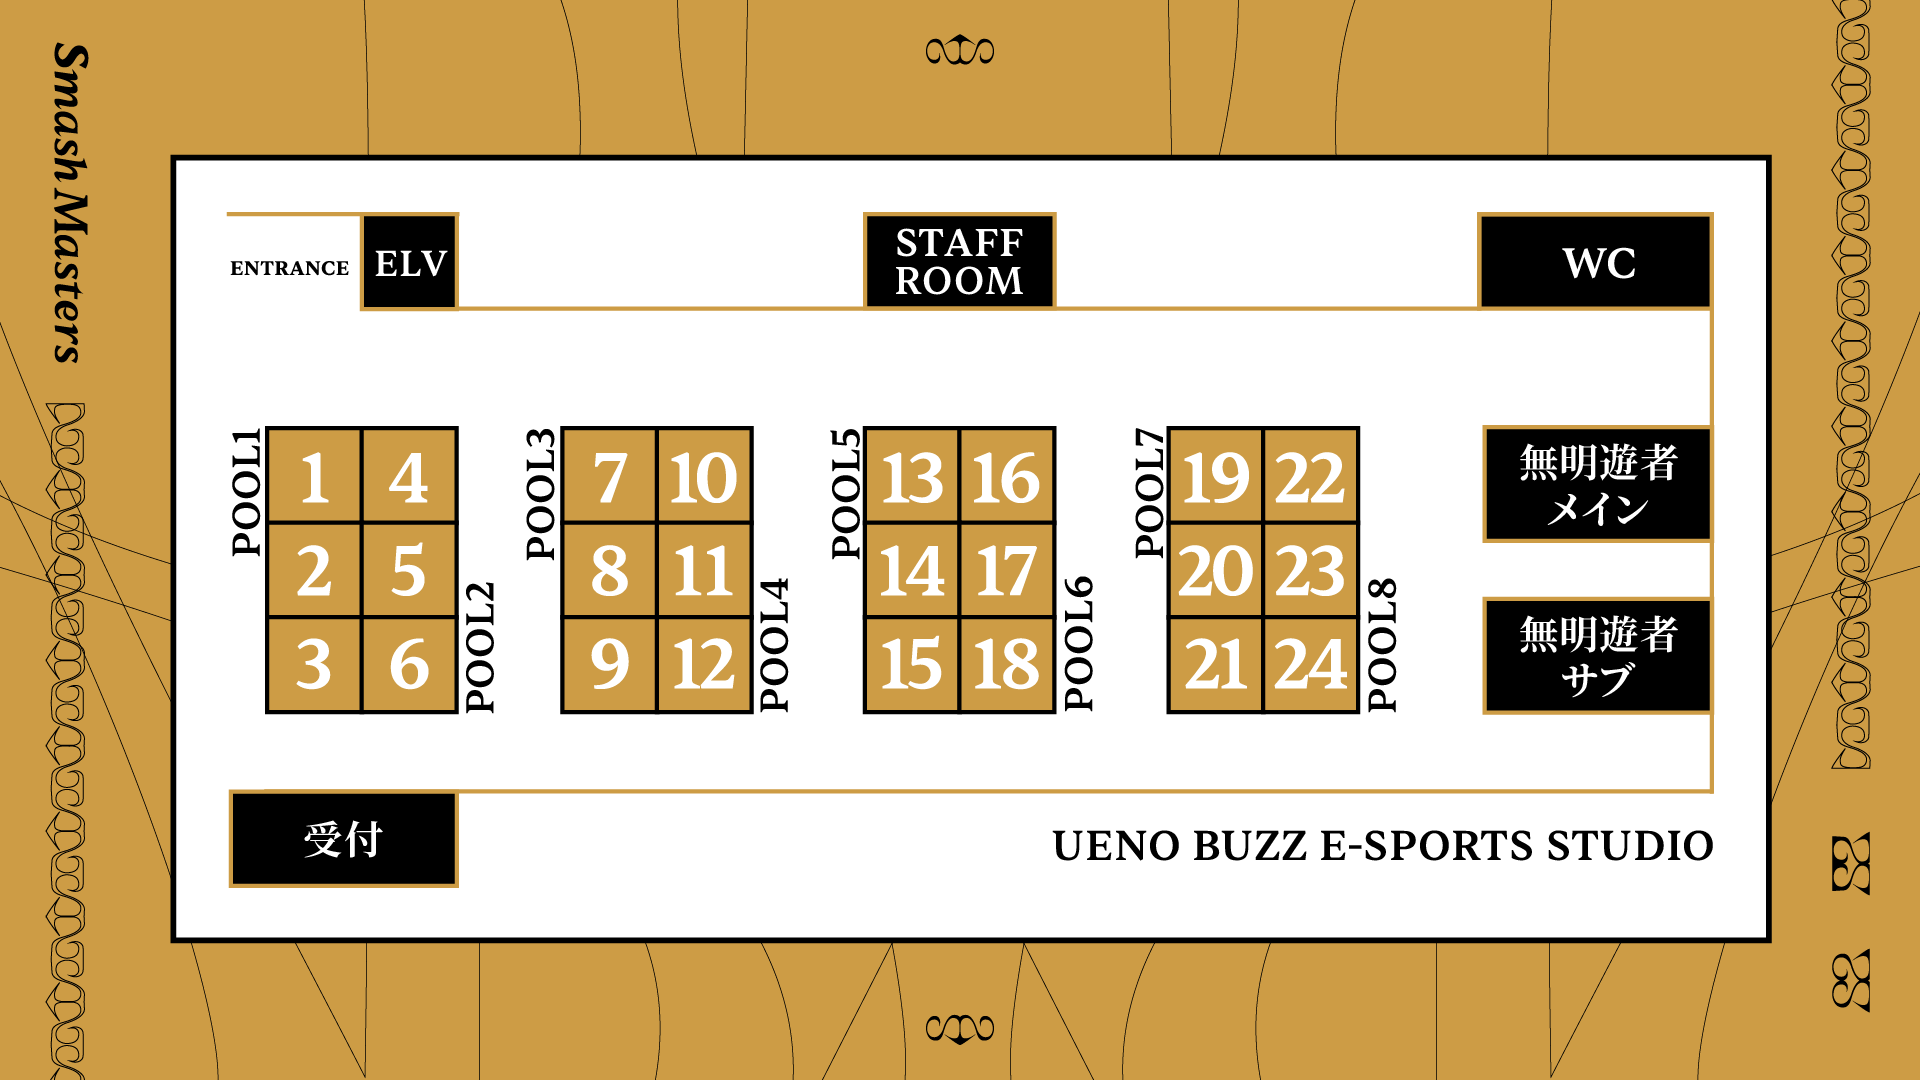 Smash Masters
ENTRANCE
ELV
STAFF
ROOM
WC
POOL1
1
4
2
5
3
6
POOL2
POOL3
7
10
8
11
9
12
POOL4
POOL5
13
16
14
17
15
18
POOL6
POOL7
19
22
20
23
21
24
POOL8
無明遊者
メイン
無明遊者
サブ
受付
UENO BUZZ E-SPORTS STUDIO